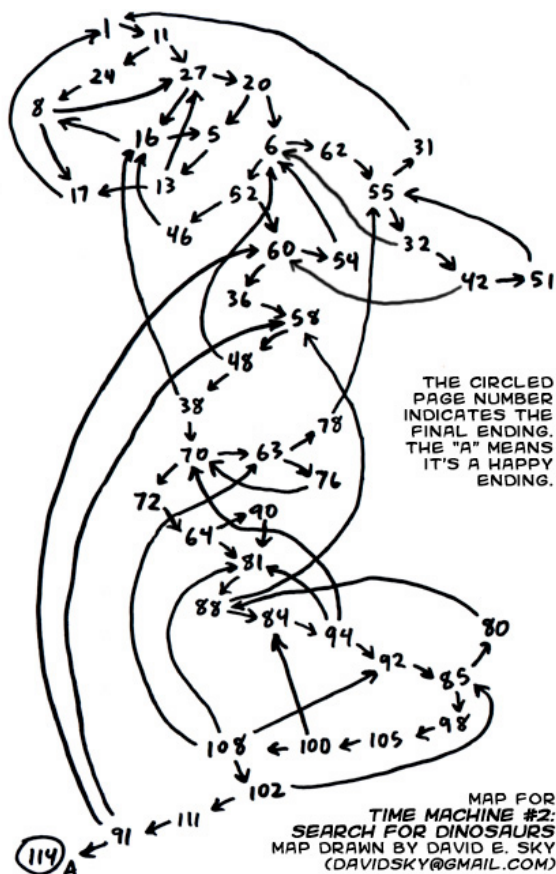 1
11
24 27 20
8
16 5 6 62 31
17 13 52 55
46 32
60 54 42 51
36
58
48
38
THE CIRCLED
PAGE NUMBER
INDICATES THE
FINAL ENDING.
THE "A" MEANS
IT'S A HAPPY
ENDING.
78
70 63
76
72
90
64
81
88 84 94 80
92
85
98
108 100 105
102
111
91
114 A
MAP FOR
TIME MACHINE #2:
SEARCH FOR DINOSAURS
MAP DRAWN BY DAVID E. SKY
(DAVIDSKY@GMAIL.COM)